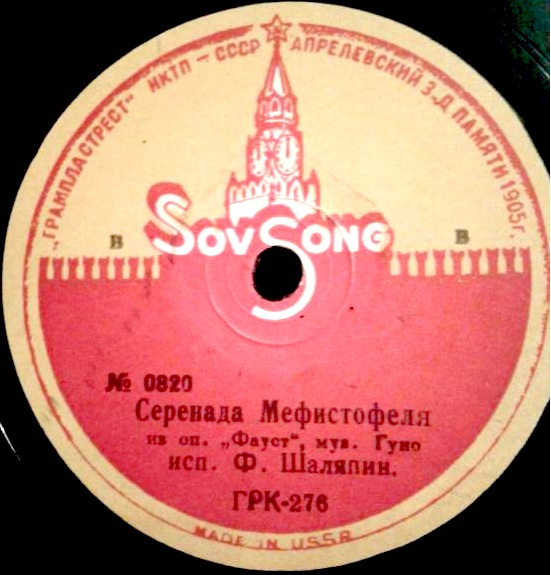 „ГРАМПЛАСТРЕСТ“ НКТП – СССР АПРЕЛЕВСКИЙ З-Д ПАМЯТИ 1905г.
В В
SOVSONG
№ 0820
Серенада Мефистофеля
из оп. „Фауст“, муз. Гуно
исп. Ф. Шаляпин.
ГРК-276
MADE IN USSR